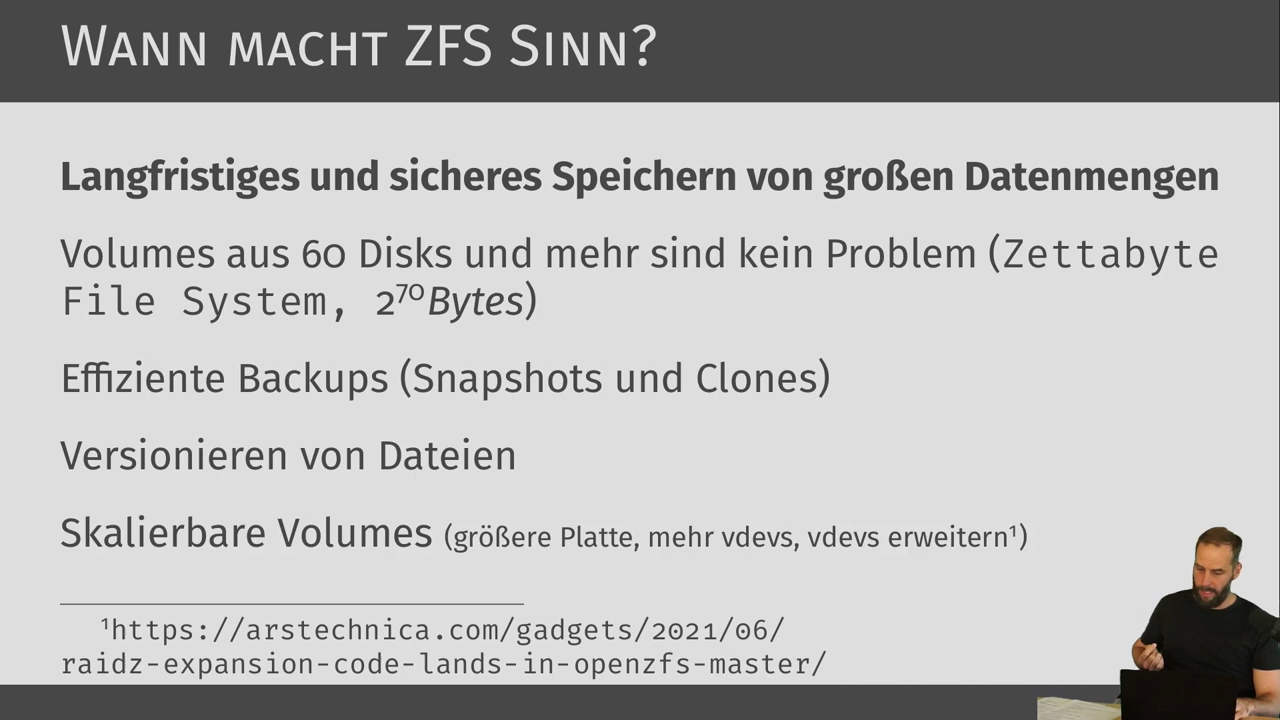 Wann macht ZFS Sinn?
Langfristiges und sicheres Speichern von großen Datenmengen
Volumes aus 60 Disks und mehr sind kein Problem (Zettabyte
File System, 2⁷⁰Bytes)
Effiziente Backups (Snapshots und Clones)
Versionieren von Dateien
Skalierbare Volumes (größere Platte, mehr vdevs, vdevs erweitern¹)
¹https://arstechnica.com/gadgets/2021/06/
raidz-expansion-code-lands-in-openzfs-master/